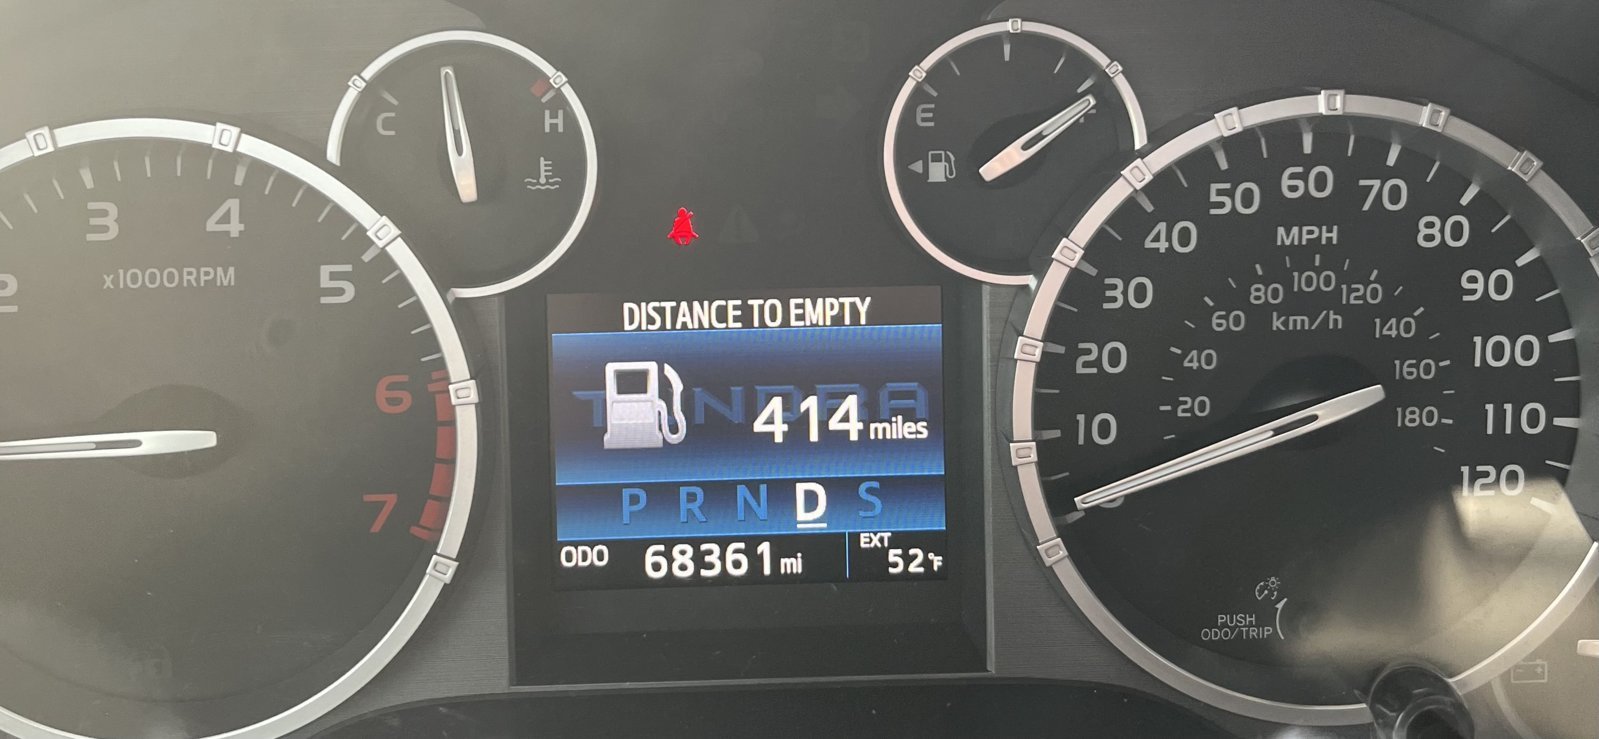 2 3 4 5 6 7
x1000RPM
C H
E F
DISTANCE TO EMPTY
TUNDRA
414 miles
P R N D S
ODO 68361 mi
EXT 52°F
10 20 30 40 50 60 70 80 90 100 110 120
MPH
20 40 60 80 100 120 140 160 180
km/h
PUSH
ODO/TRIP